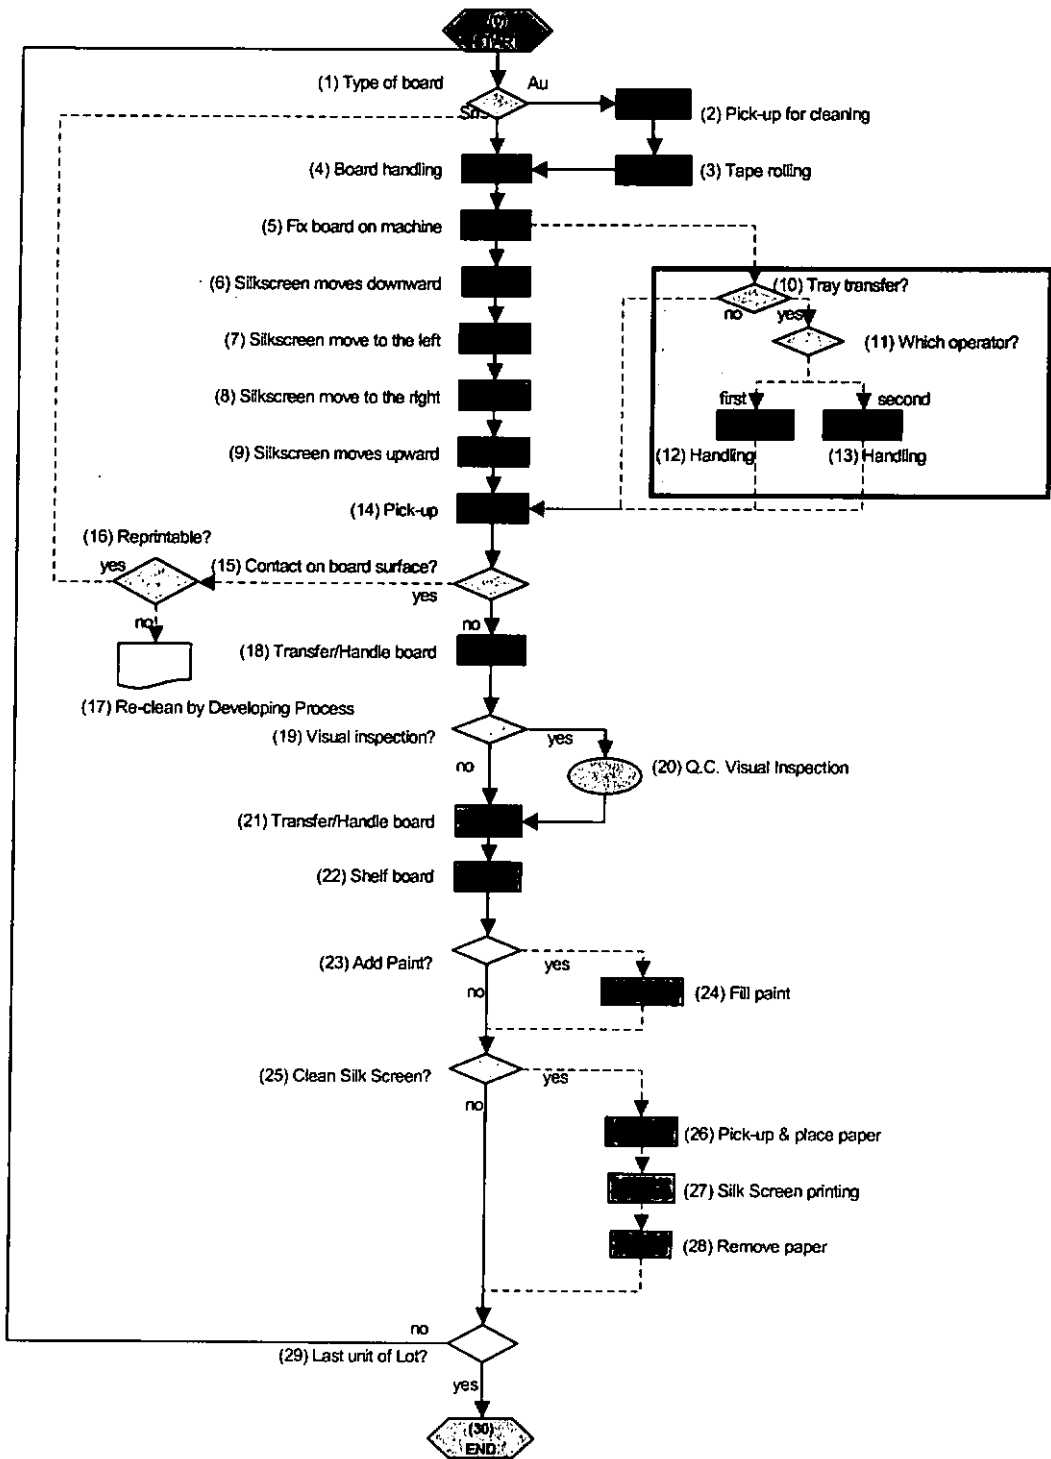 (0)
START
(1) Type of board
Au
(2) Pick-up for cleaning
(4) Board handling
(3) Tape rolling
(5) Fix board on machine
(6) Silkscreen moves downward
(10) Tray transfer?
no
yes
(7) Silkscreen move to the left
(11) Which operator?
(8) Silkscreen move to the right
first
second
(9) Silkscreen moves upward
(12) Handling
(13) Handling
(14) Pick-up
(16) Reprintable?
yes
(15) Contact on board surface?
yes
no
no
(18) Transfer/Handle board
(17) Re-clean by Developing Process
(19) Visual inspection?
yes
no
(20) Q.C. Visual Inspection
(21) Transfer/Handle board
(22) Shelf board
(23) Add Paint?
yes
no
(24) Fill paint
(25) Clean Silk Screen?
yes
no
(26) Pick-up & place paper
(27) Silk Screen printing
(28) Remove paper
no
(29) Last unit of Lot?
yes
(30)
END